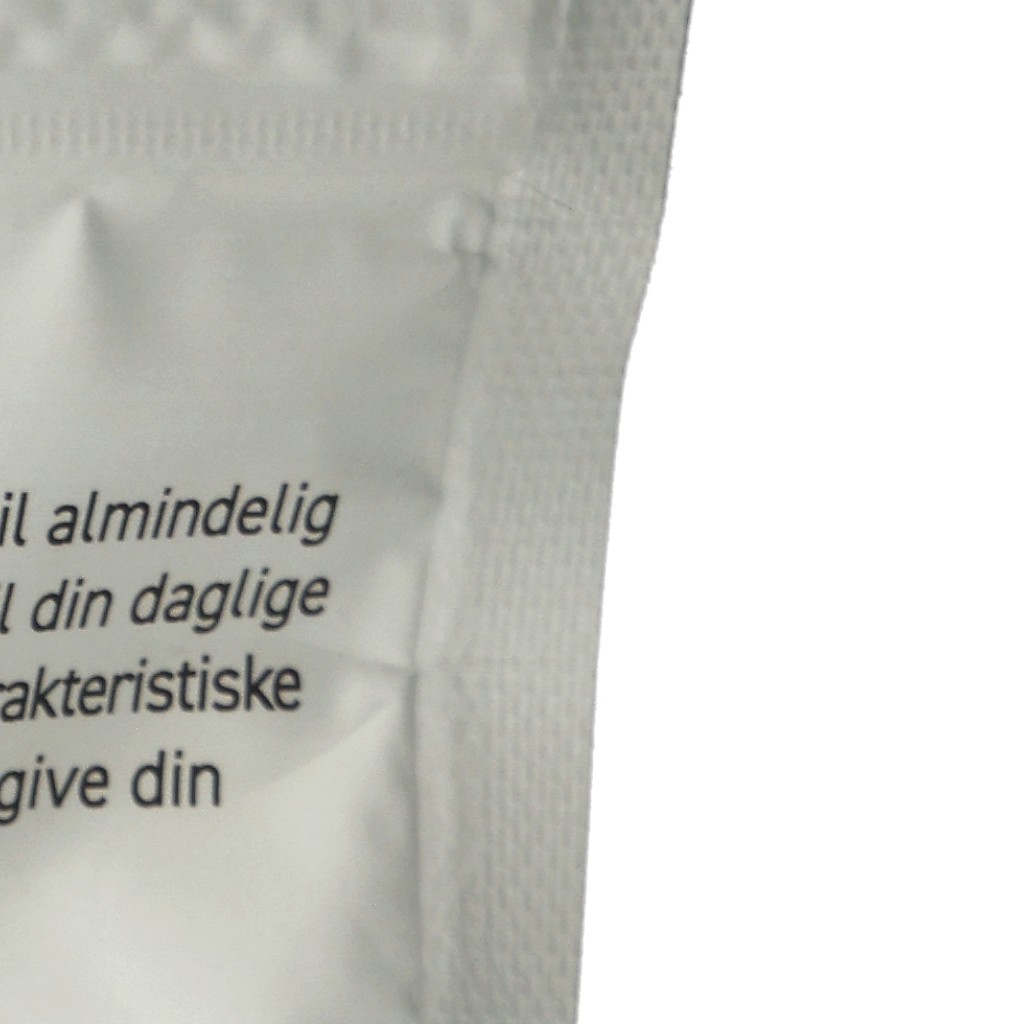 il almindelig
l din daglige
rakteristiske
give din